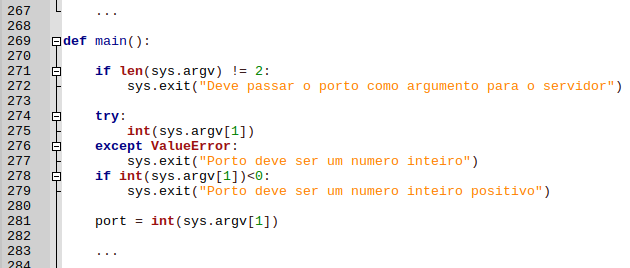 267         ...
268
269 def main():
270
271     if len(sys.argv) != 2:
272         sys.exit("Deve passar o porto como argumento para o servidor")
273
274     try:
275         int(sys.argv[1])
276     except ValueError:
277         sys.exit("Porto deve ser um numero inteiro")
278     if int(sys.argv[1])<0:
279         sys.exit("Porto deve ser um numero inteiro positivo")
280
281     port = int(sys.argv[1])
282
283     ...
284